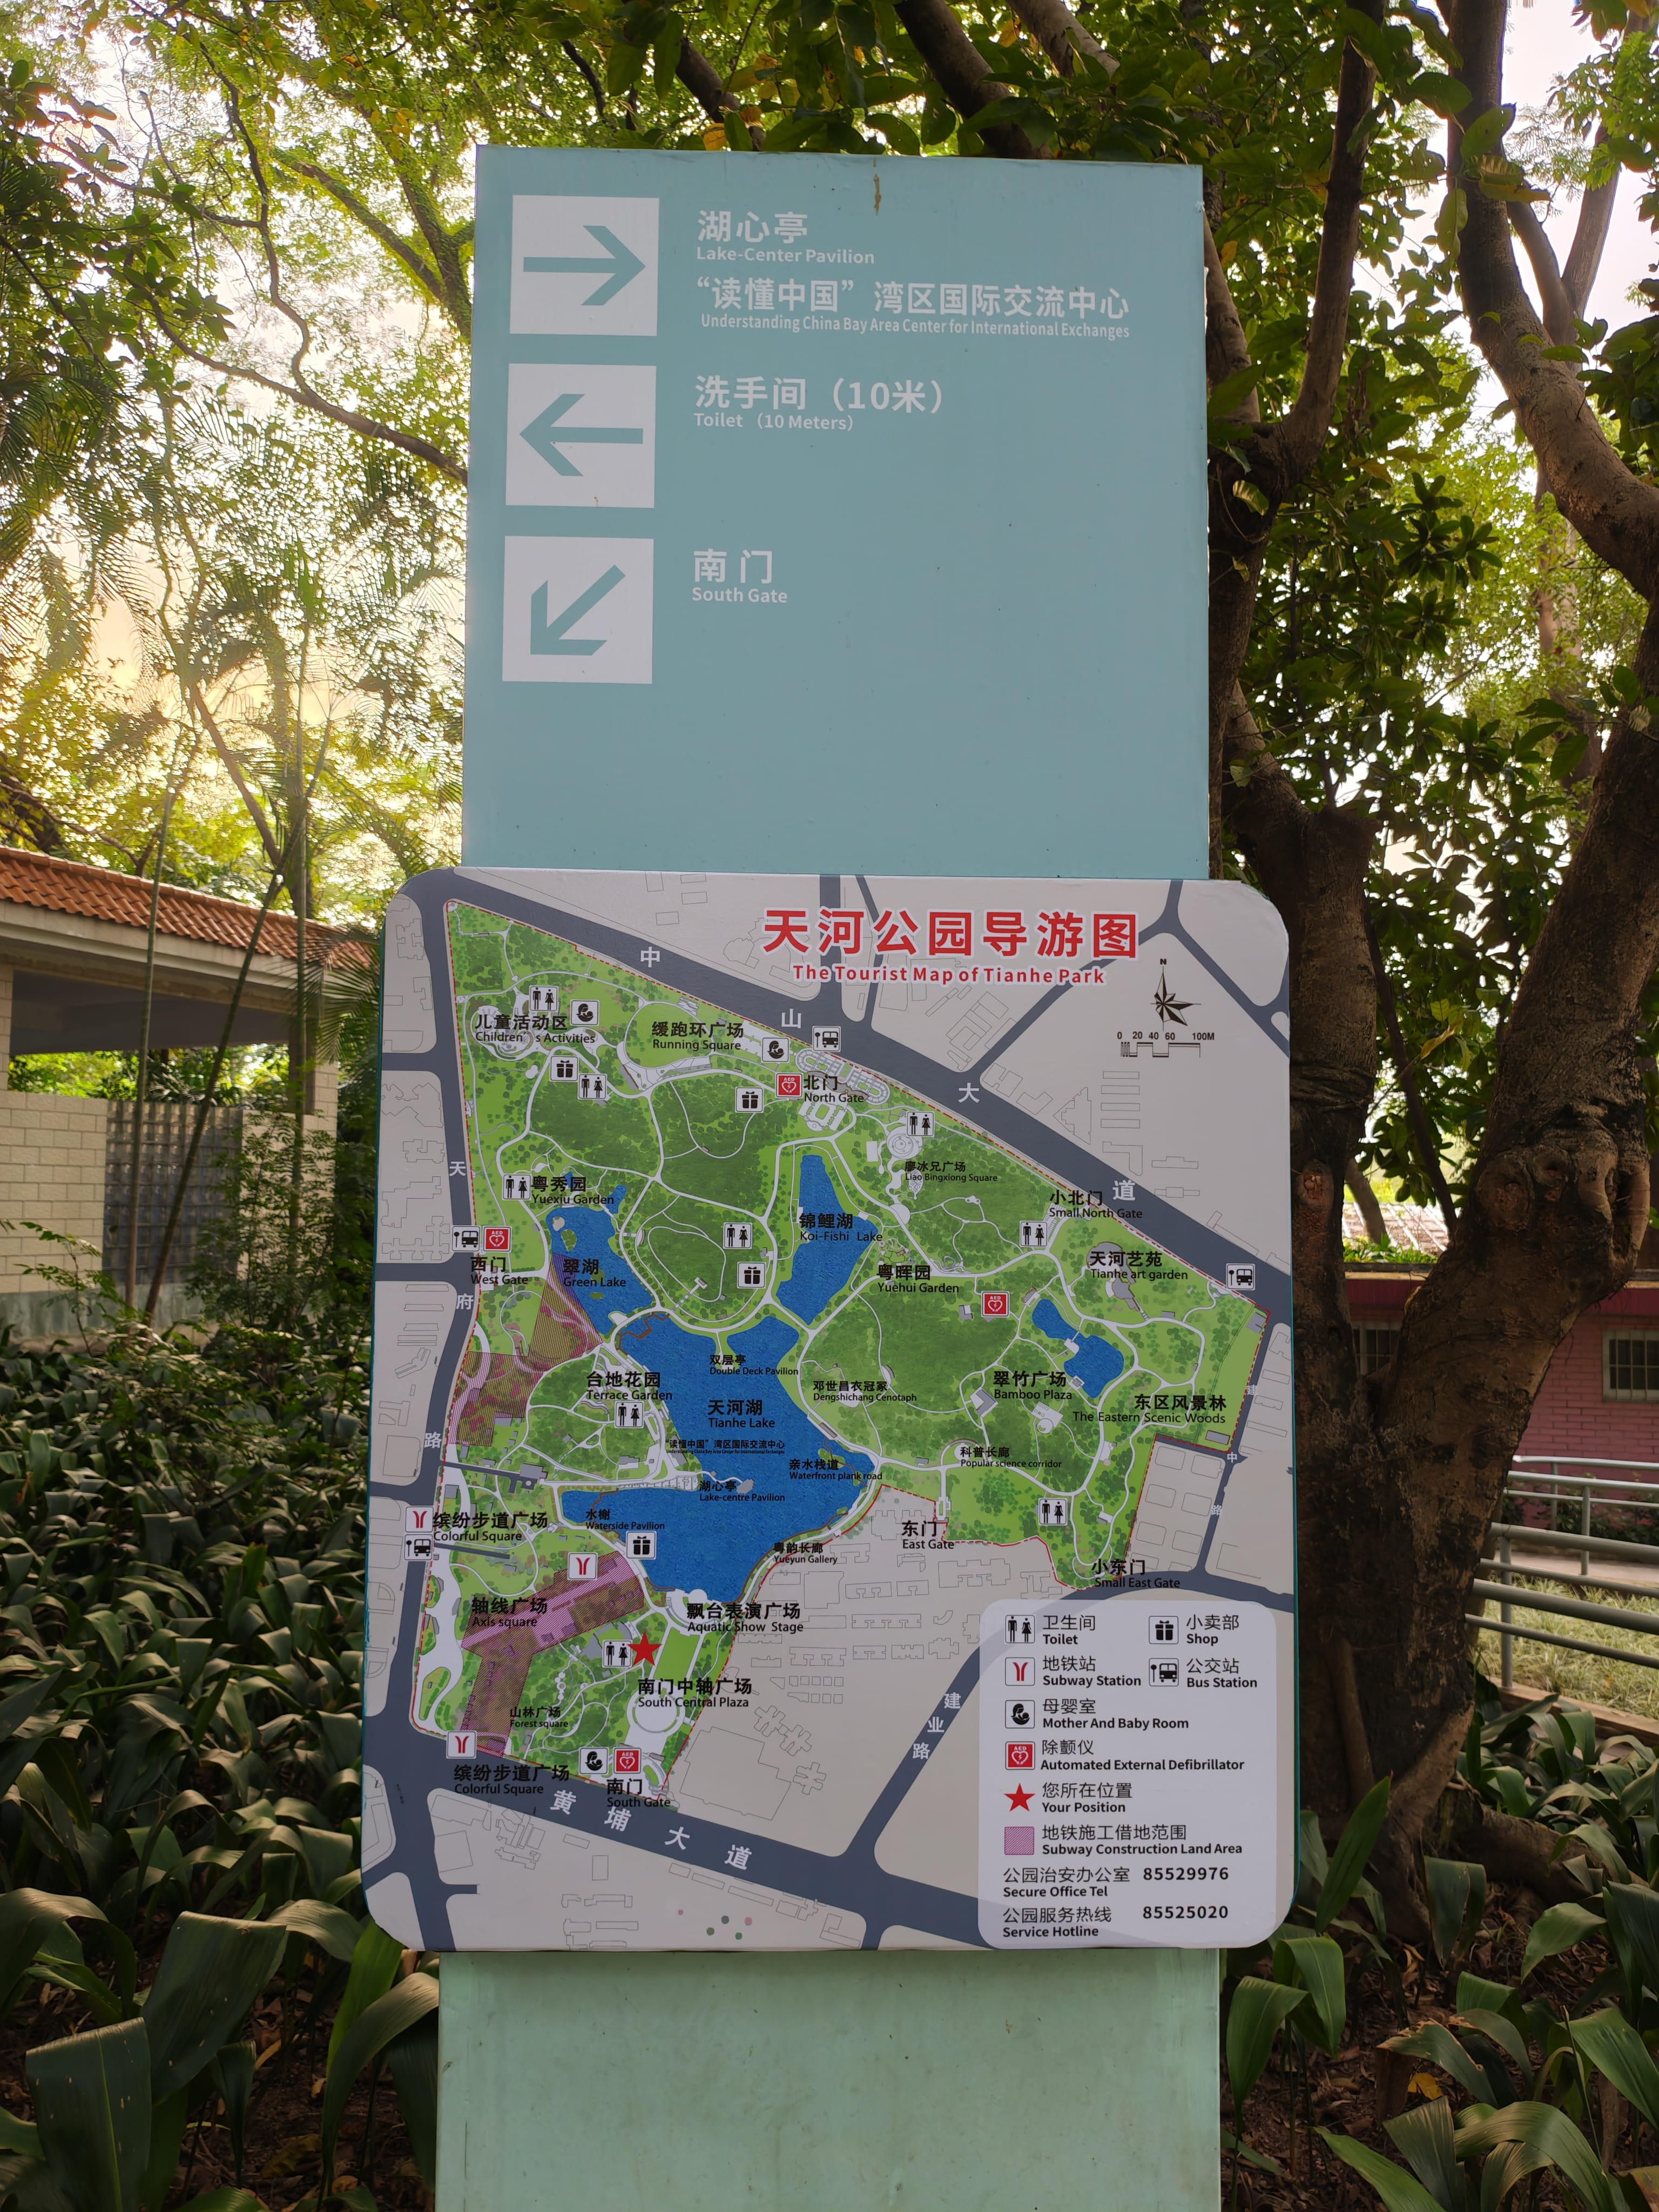 湖心亭
Lake-Center Pavilion
“读懂中国”湾区国际交流中心
Understanding China Bay Area Center for International Exchanges
洗手间（10米）
Toilet （10 Meters）
南门
South Gate
天河公园导游图
The Tourist Map of Tianhe Park
N
0 20 40 60 100M
中
山
大
道
儿童活动区
Children s Activities
缓跑环广场
Running Square
北门
North Gate
廖冰兄广场
Liao Bingxiong Square
小北门
Small North Gate
天
府
路
粤秀园
Yuexiu Garden
锦鲤湖
Koi-Fishi Lake
西门
West Gate
翠湖
Green Lake
粤晖园
Yuehui Garden
天河艺苑
Tianhe art garden
双层亭
Double Deck Pavilion
台地花园
Terrace Garden
邓世昌衣冠冢
Dengshichang Cenotaph
翠竹广场
Bamboo Plaza
东区风景林
The Eastern Scenic Woods
建
中
路
天河湖
Tianhe Lake
“读懂中国”湾区国际交流中心
亲水栈道
Waterfront plank road
科普长廊
Popular science corridor
湖心亭
Lake-centre Pavilion
水榭
Waterside Pavilion
缤纷步道广场
Colorful Square
东门
East Gate
粤韵长廊
Yueyun Gallery
小东门
Small East Gate
轴线广场
Axis square
飘台表演广场
Aquatic Show Stage
南门中轴广场
South Central Plaza
山林广场
Forest square
缤纷步道广场
Colorful Square
南门
South Gate
黄
埔
大
道
建
业
路
卫生间
Toilet
小卖部
Shop
地铁站
Subway Station
公交站
Bus Station
母婴室
Mother And Baby Room
AED
除颤仪
Automated External Defibrillator
您所在位置
Your Position
地铁施工借地范围
Subway Construction Land Area
公园治安办公室 85529976
Secure Office Tel
公园服务热线 85525020
Service Hotline